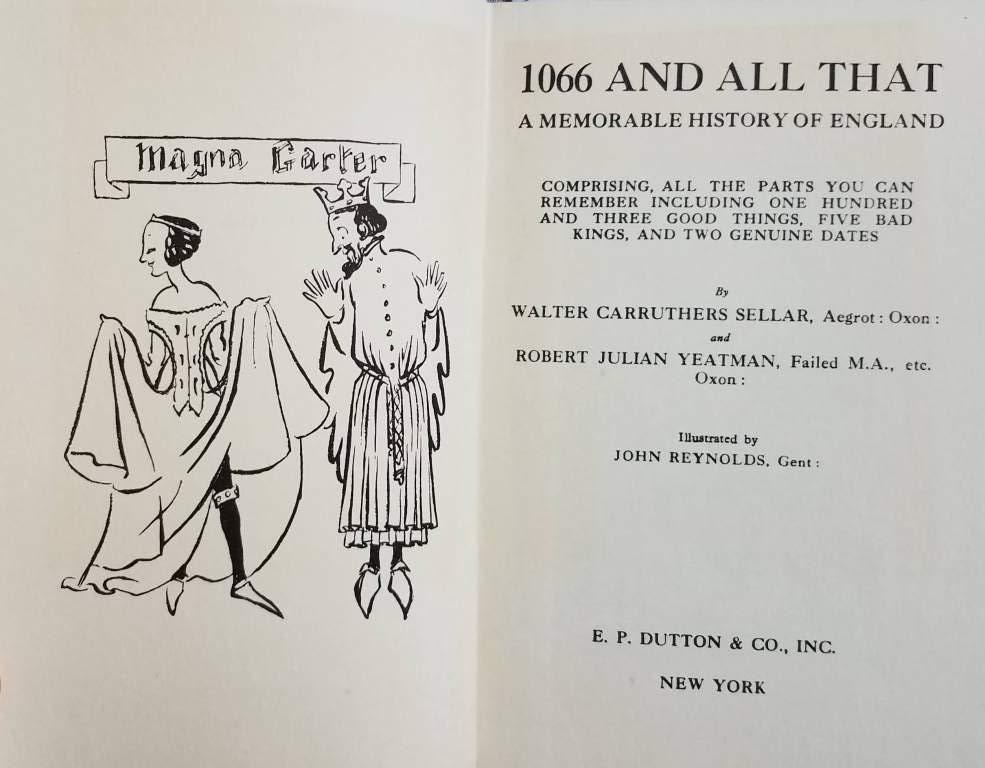 Magna Garter
1066 AND ALL THAT
A MEMORABLE HISTORY OF ENGLAND
COMPRISING, ALL THE PARTS YOU CAN
REMEMBER INCLUDING ONE HUNDRED
AND THREE GOOD THINGS, FIVE BAD
KINGS, AND TWO GENUINE DATES
By
WALTER CARRUTHERS SELLAR, Aegrot: Oxon:
and
ROBERT JULIAN YEATMAN, Failed M.A., etc.
Oxon:
Illustrated by
JOHN REYNOLDS, Gent:
E. P. DUTTON & CO., INC.
NEW YORK